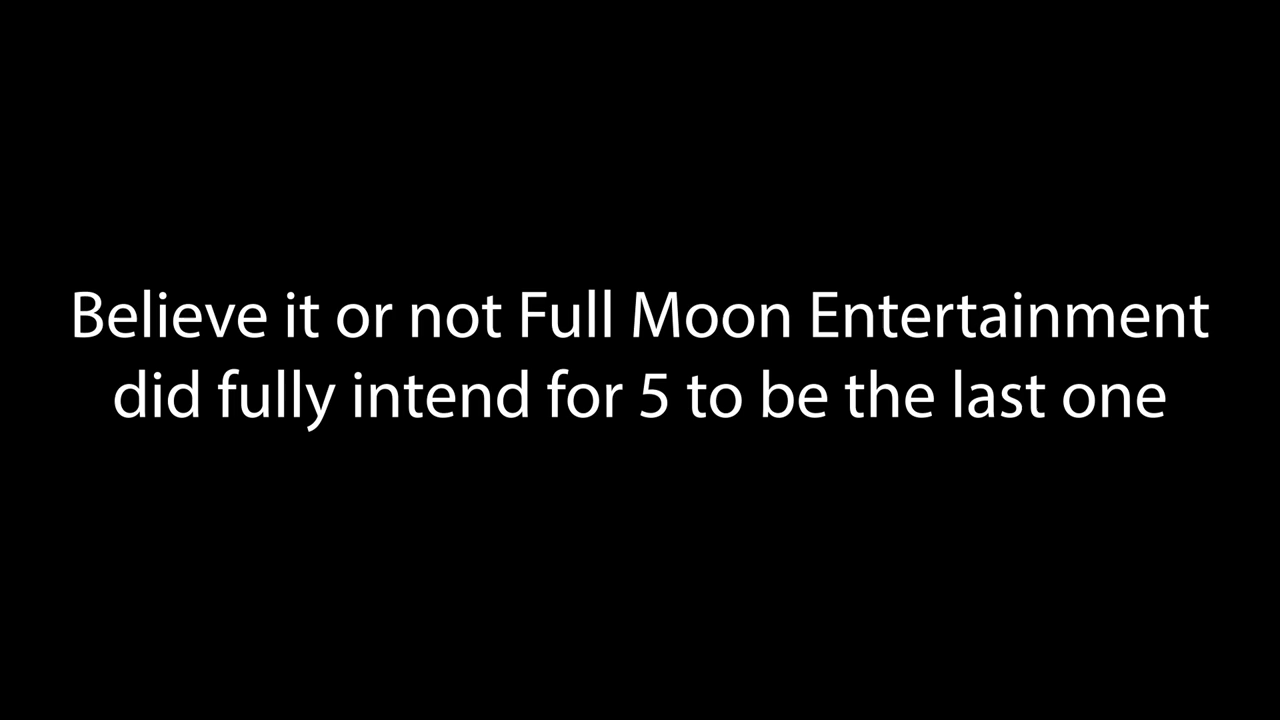 Believe it or not Full Moon Entertainment
did fully intend for 5 to be the last one